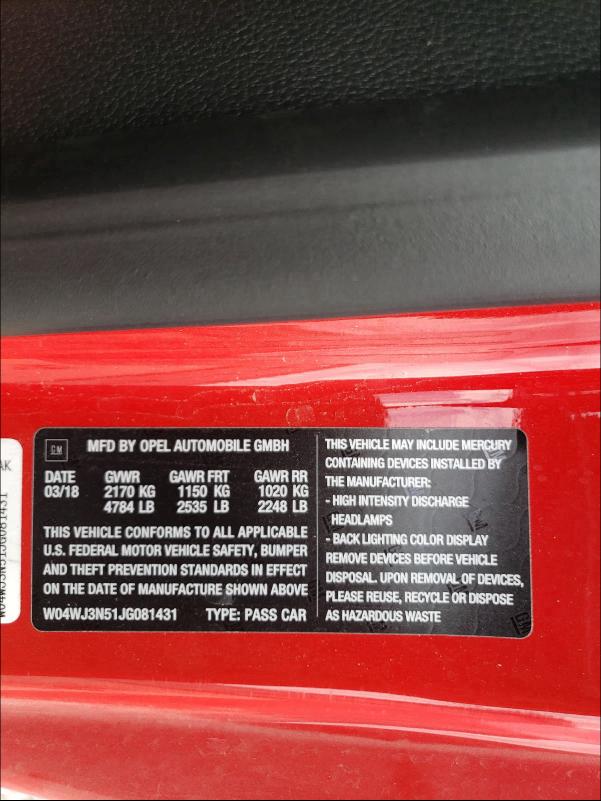 GM
MFD BY OPEL AUTOMOBILE GMBH
DATE GVWR GAWR FRT GAWR RR
03/18 2170 KG 1150 KG 1020 KG
4784 LB 2535 LB 2248 LB
THIS VEHICLE CONFORMS TO ALL APPLICABLE
U.S. FEDERAL MOTOR VEHICLE SAFETY, BUMPER
AND THEFT PREVENTION STANDARDS IN EFFECT
ON THE DATE OF MANUFACTURE SHOWN ABOVE
W04WJ3N51JG081431 TYPE: PASS CAR
THIS VEHICLE MAY INCLUDE MERCURY
CONTAINING DEVICES INSTALLED BY
THE MANUFACTURER:
- HIGH INTENSITY DISCHARGE
HEADLAMPS
- BACK LIGHTING COLOR DISPLAY
REMOVE DEVICES BEFORE VEHICLE
DISPOSAL. UPON REMOVAL OF DEVICES,
PLEASE REUSE, RECYCLE OR DISPOSE
AS HAZARDOUS WASTE
AK
W04WJ3N51JG081431